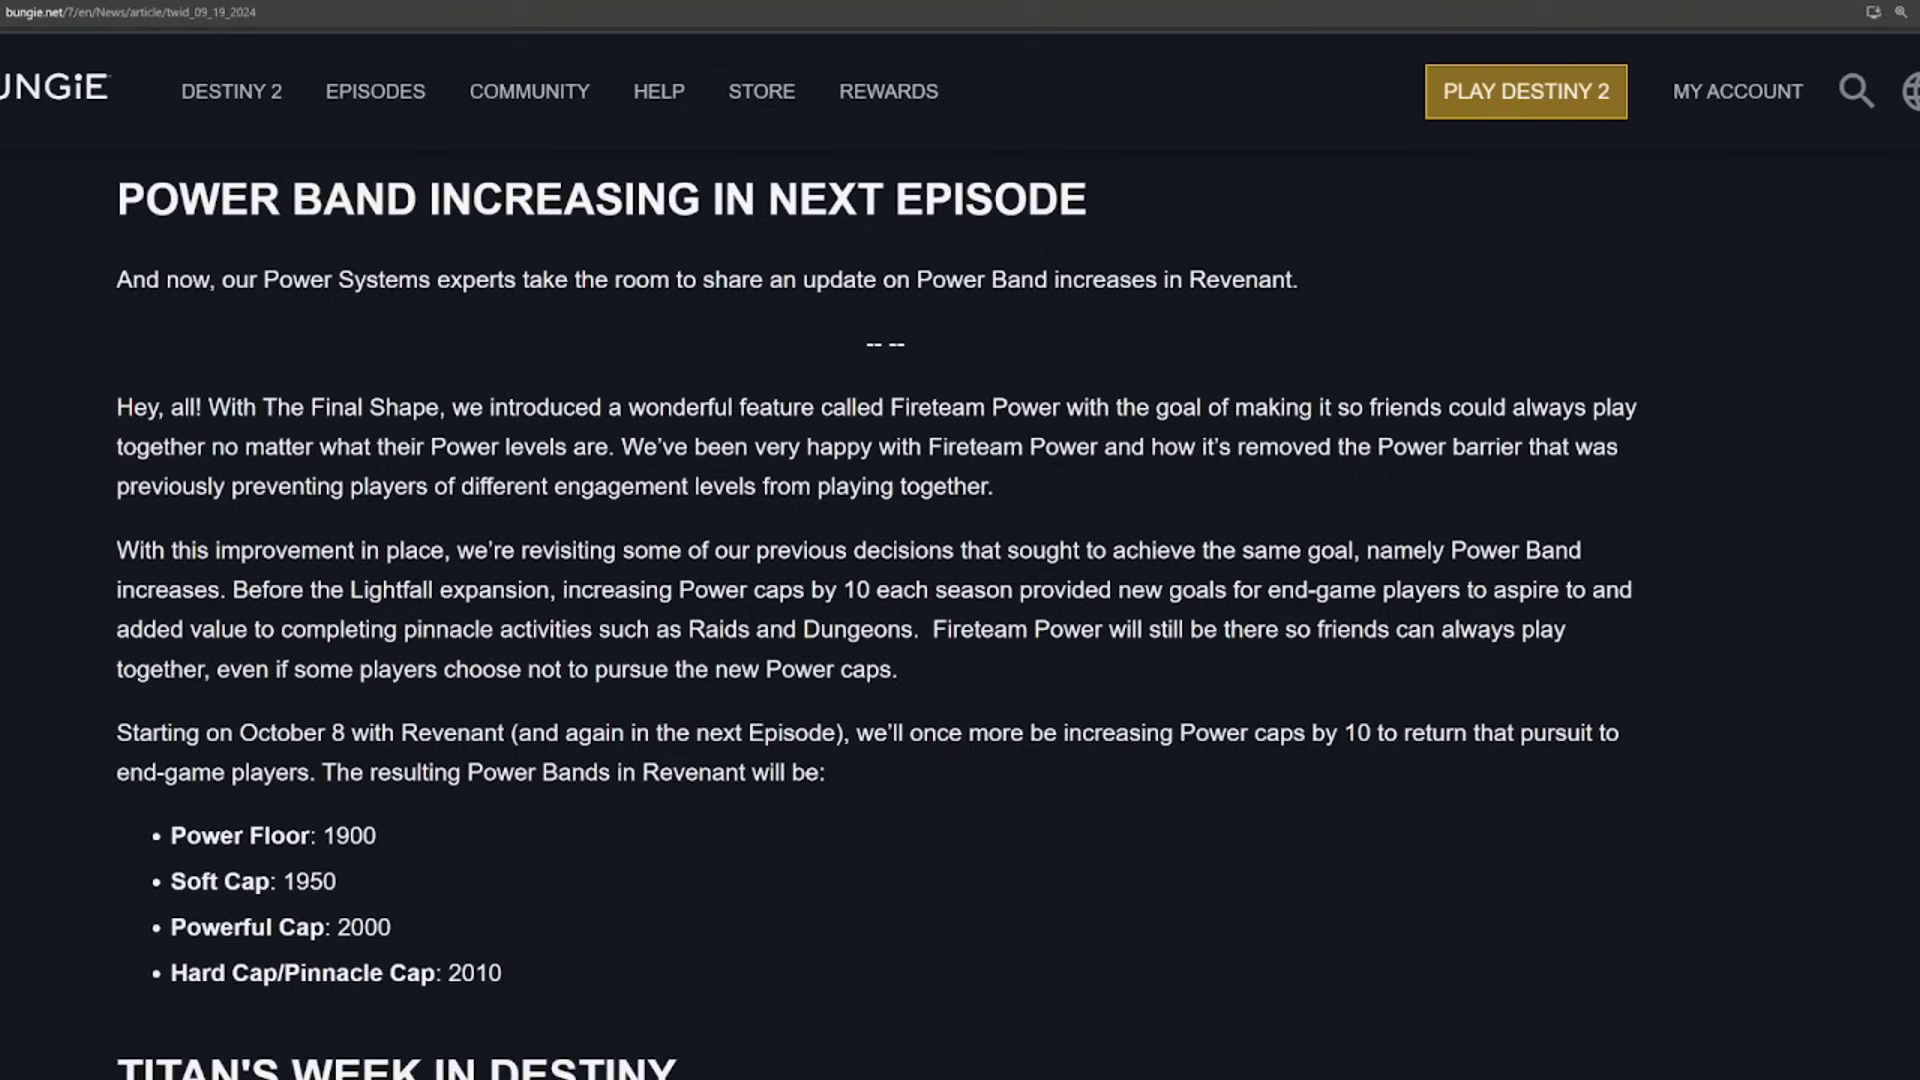 bungie.net/7/en/News/article/twid_09_19_2024
UNGiE
DESTINY 2 EPISODES COMMUNITY HELP STORE REWARDS PLAY DESTINY 2 MY ACCOUNT
POWER BAND INCREASING IN NEXT EPISODE
And now, our Power Systems experts take the room to share an update on Power Band increases in Revenant.
-- --
Hey, all! With The Final Shape, we introduced a wonderful feature called Fireteam Power with the goal of making it so friends could always play
together no matter what their Power levels are. We’ve been very happy with Fireteam Power and how it’s removed the Power barrier that was
previously preventing players of different engagement levels from playing together.
With this improvement in place, we’re revisiting some of our previous decisions that sought to achieve the same goal, namely Power Band
increases. Before the Lightfall expansion, increasing Power caps by 10 each season provided new goals for end-game players to aspire to and
added value to completing pinnacle activities such as Raids and Dungeons.  Fireteam Power will still be there so friends can always play
together, even if some players choose not to pursue the new Power caps.
Starting on October 8 with Revenant (and again in the next Episode), we’ll once more be increasing Power caps by 10 to return that pursuit to
end-game players. The resulting Power Bands in Revenant will be:
• Power Floor: 1900
• Soft Cap: 1950
• Powerful Cap: 2000
• Hard Cap/Pinnacle Cap: 2010
TITAN'S WEEK IN DESTINY